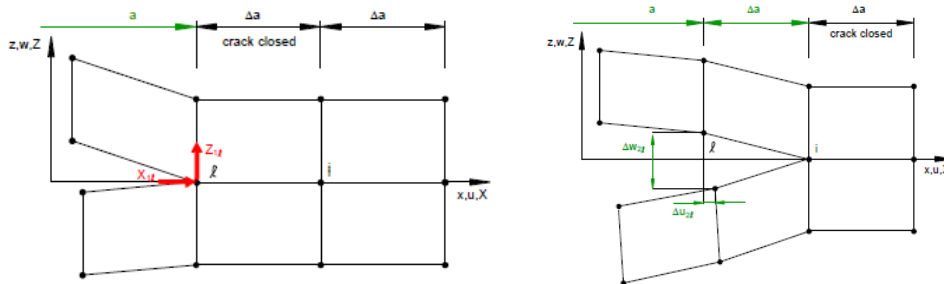 a
Δa
Δa
crack closed
z,w,Z
Z₁ℓ
X₁ℓ
ℓ
i
x,u,X
a
Δa
Δa
crack closed
z,w,Z
ℓ
i
Δw₂ℓ
x,u,X
Δu₂ℓ